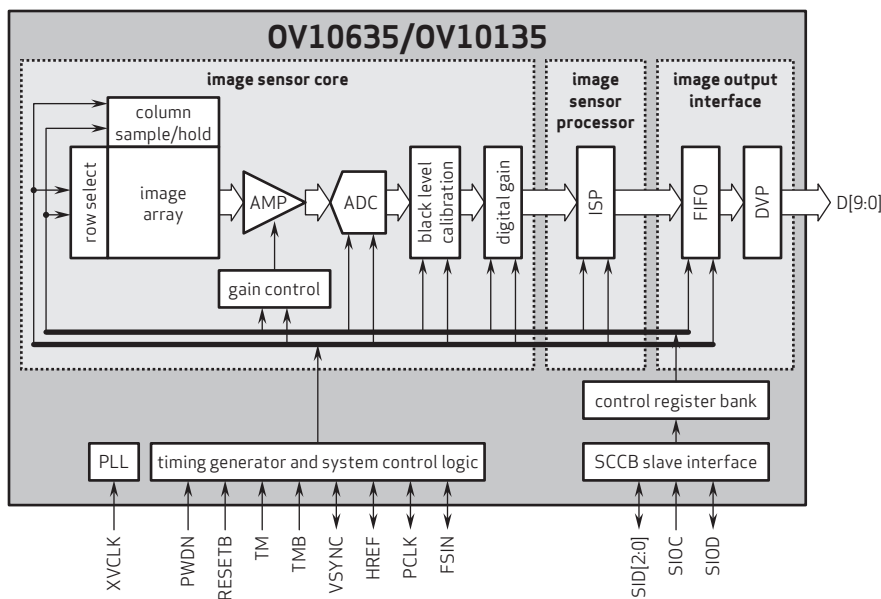 OV10635/OV10135
image sensor core
image
sensor
processor
image output
interface
column
sample/hold
row select
image
array
AMP
ADC
black level
calibration
digital gain
ISP
FIFO
DVP
D[9:0]
gain control
control register bank
PLL
timing generator and system control logic
SCCB slave interface
XVCLK
PWDN
RESETB
TM
TMB
VSYNC
HREF
PCLK
FSIN
SID[2:0]
SIOC
SIOD